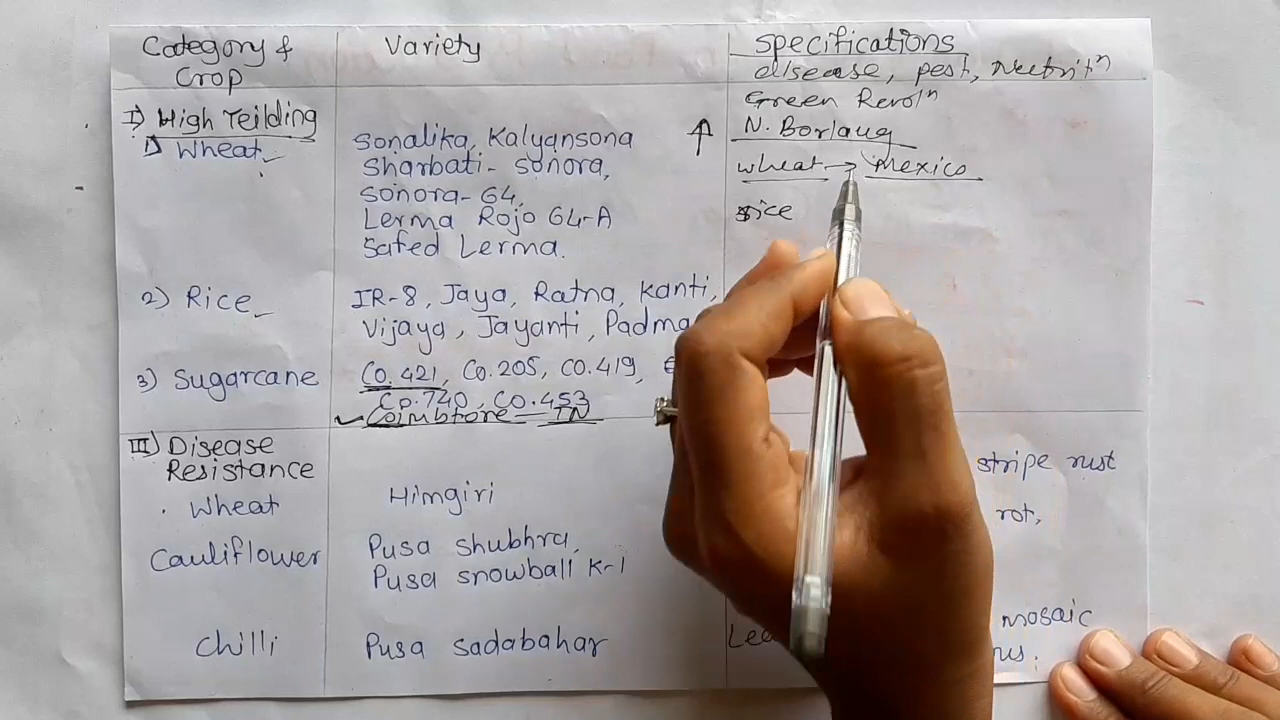 Category & Crop
Variety
Specifications
disease, pest, Nutritⁿ
Green Revolⁿ
N. Borlaug
wheat → Mexico
rice
I) High Yeilding
1) Wheat
Sonalika, Kalyansona
Sharbati - Sonora,
Sonora-64,
Lerma Rojo 64-A
Safed Lerma.
2) Rice
IR-8, Jaya, Ratna, Kanti,
Vijaya, Jayanti, Padma
3) Sugarcane
CO.421, CO.205, CO.419,
CO.740, CO.453
Coimbtore — TN
II) Disease
Resistance
Wheat
Himgiri
stripe rust
Cauliflower
Pusa shubhra,
Pusa snowball K-1
rot,
Chilli
Pusa sadabahar
mosaic